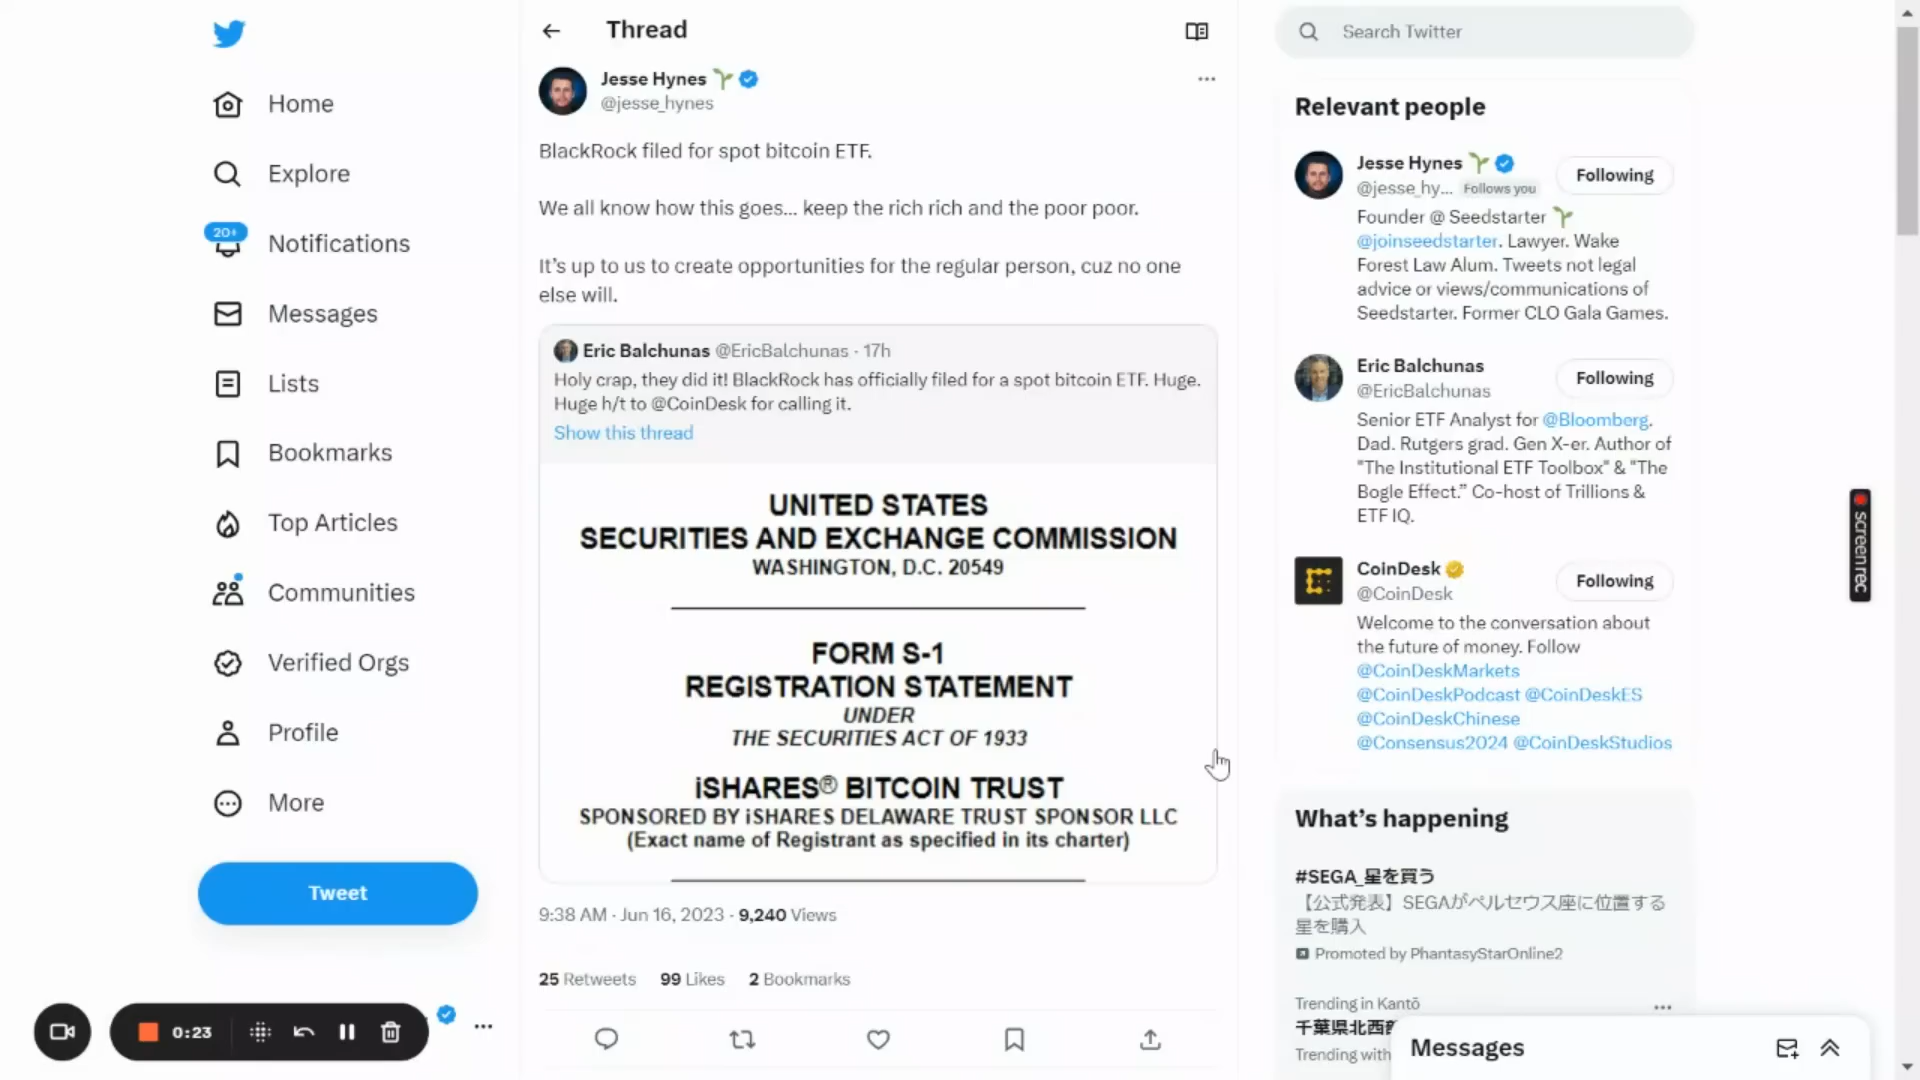 Home
Explore
20+
Notifications
Messages
Lists
Bookmarks
Top Articles
Communities
Verified Orgs
Profile
More
Tweet
0:23
Thread
Jesse Hynes
@jesse_hynes
BlackRock filed for spot bitcoin ETF.
We all know how this goes... keep the rich rich and the poor poor.
It's up to us to create opportunities for the regular person, cuz no one
else will.
Eric Balchunas @EricBalchunas · 17h
Holy crap, they did it! BlackRock has officially filed for a spot bitcoin ETF. Huge.
Huge h/t to @CoinDesk for calling it.
Show this thread
UNITED STATES
SECURITIES AND EXCHANGE COMMISSION
WASHINGTON, D.C. 20549
FORM S-1
REGISTRATION STATEMENT
UNDER
THE SECURITIES ACT OF 1933
iSHARES® BITCOIN TRUST
SPONSORED BY iSHARES DELAWARE TRUST SPONSOR LLC
(Exact name of Registrant as specified in its charter)
9:38 AM · Jun 16, 2023 · 9,240 Views
25 Retweets 99 Likes 2 Bookmarks
Search Twitter
Relevant people
Jesse Hynes
Following
@jesse_hy... Follows you
Founder @ Seedstarter
@joinseedstarter. Lawyer. Wake
Forest Law Alum. Tweets not legal
advice or views/communications of
Seedstarter. Former CLO Gala Games.
Eric Balchunas
Following
@EricBalchunas
Senior ETF Analyst for @Bloomberg.
Dad. Rutgers grad. Gen X-er. Author of
"The Institutional ETF Toolbox" & "The
Bogle Effect." Co-host of Trillions &
ETF IQ.
CoinDesk
Following
@CoinDesk
Welcome to the conversation about
the future of money. Follow
@CoinDeskMarkets
@CoinDeskPodcast @CoinDeskES
@CoinDeskChinese
@Consensus2024 @CoinDeskStudios
What's happening
#SEGA_星を買う
【公式発表】SEGAがペルセウス座に位置する
星を購入
Promoted by PhantasyStarOnline2
Trending in Kantō
千葉県北西部
Trending with
Messages
screenrec